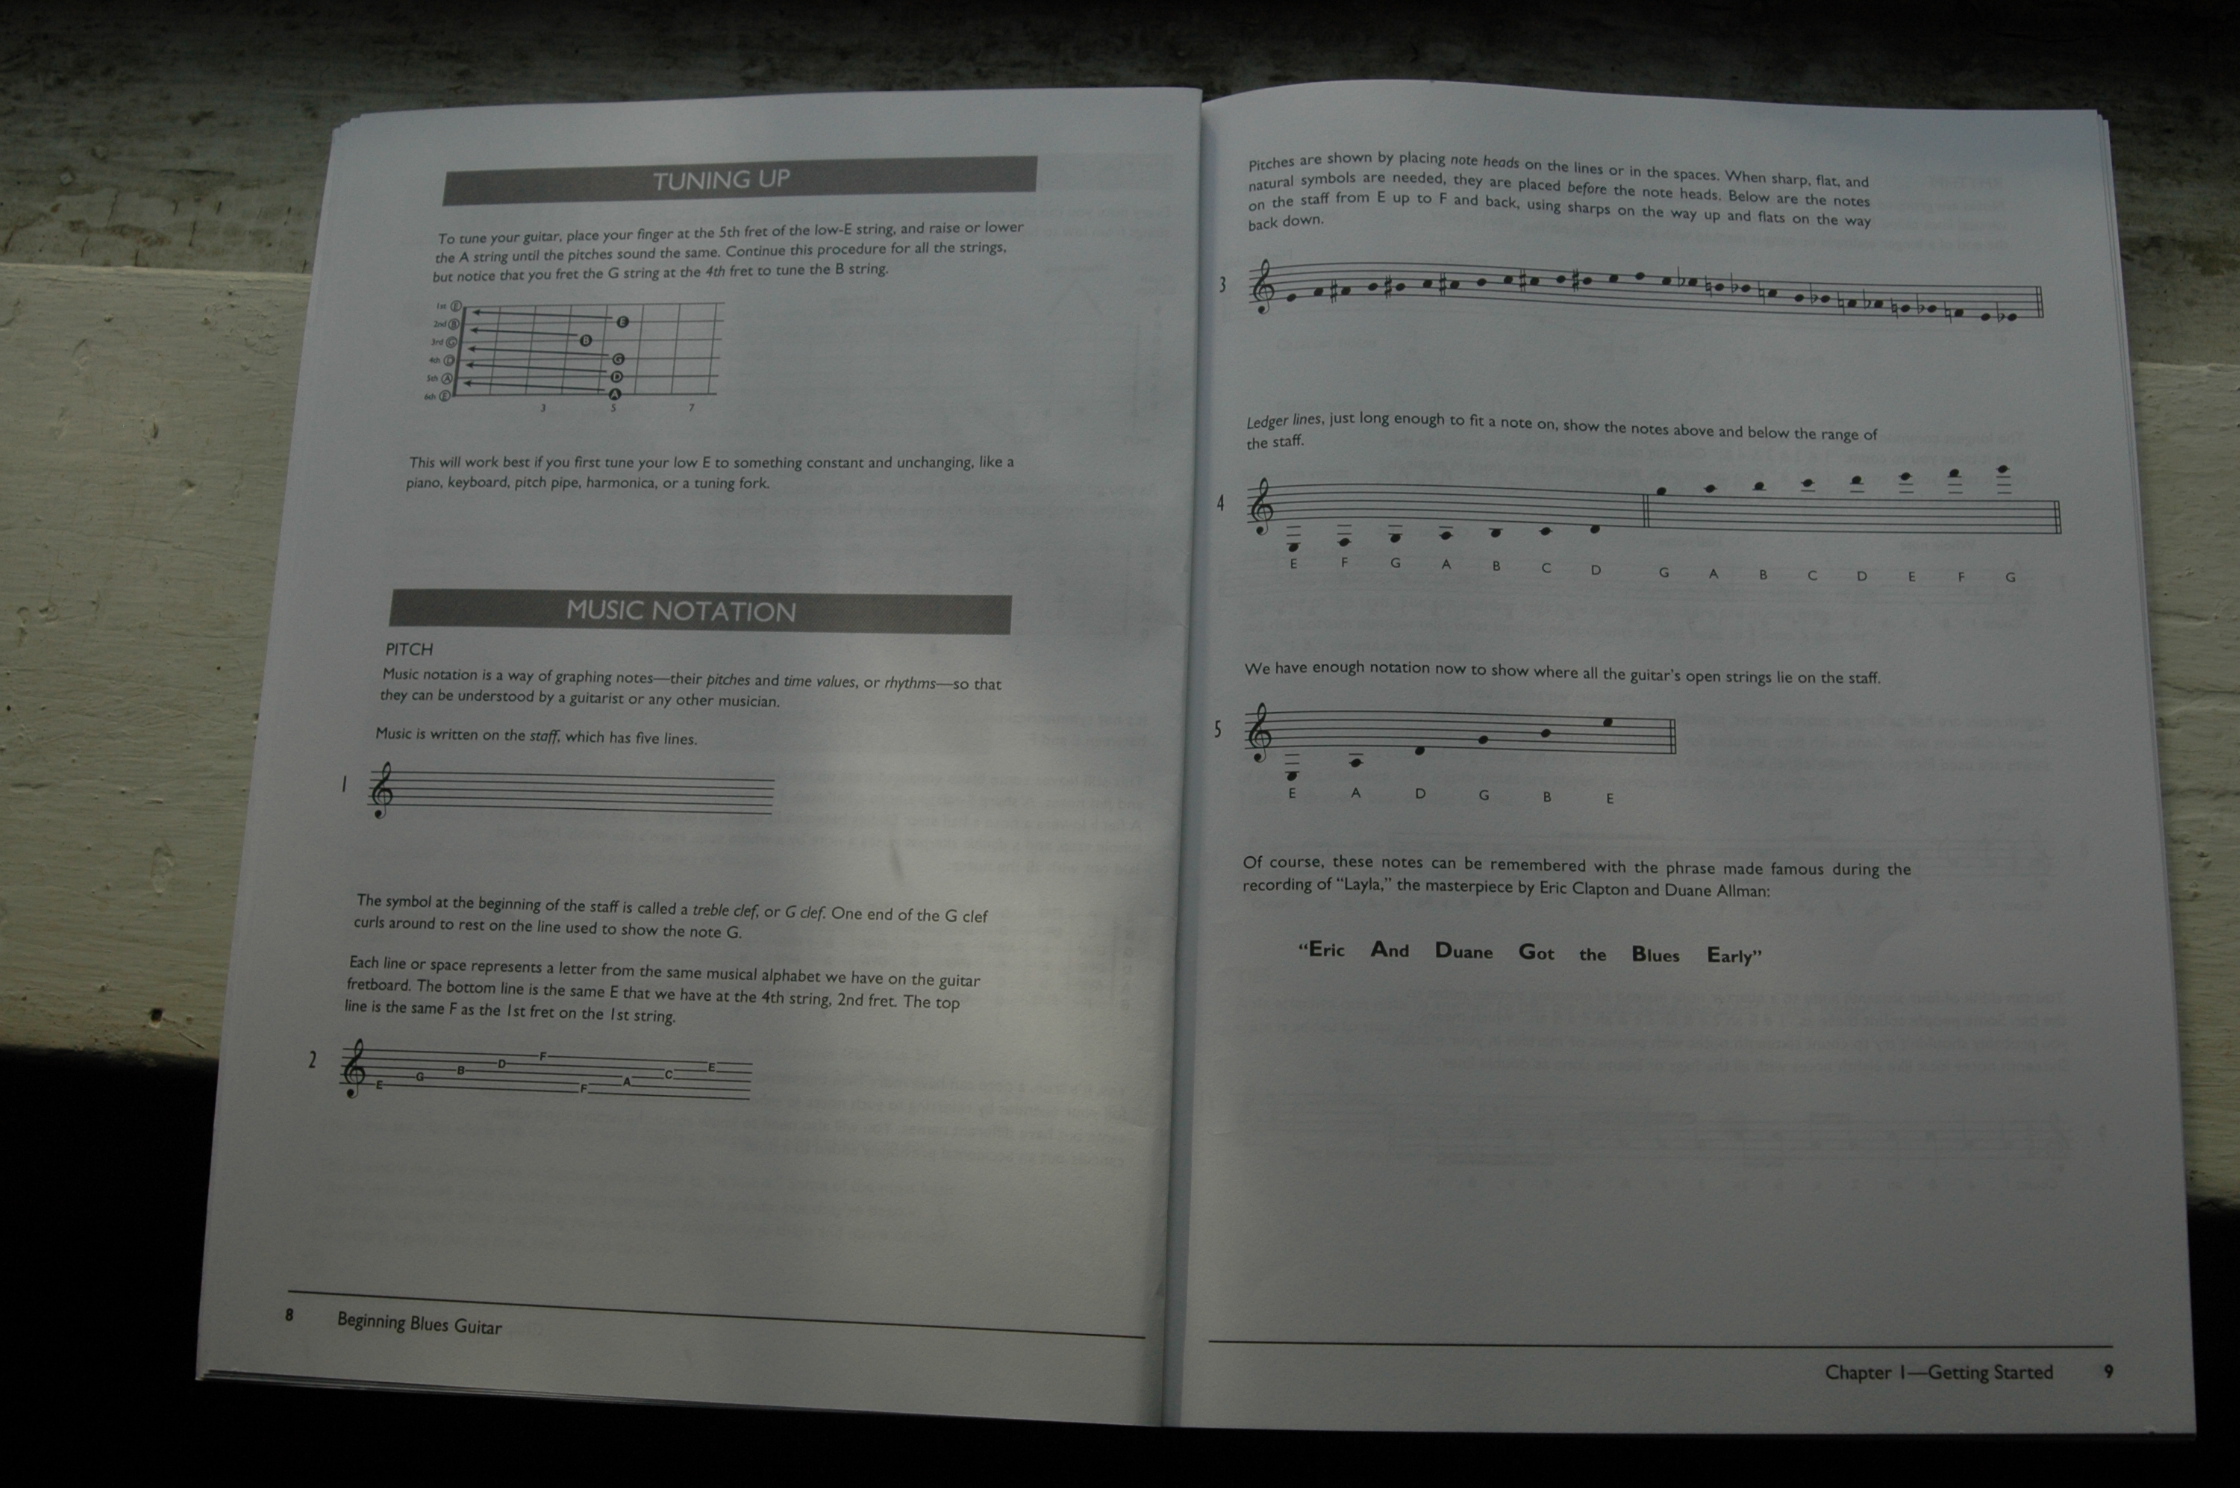 TUNING UP
To tune your guitar, place your finger at the 5th fret of the low-E string, and raise or lower
the A string until the pitches sound the same. Continue this procedure for all the strings,
but notice that you fret the G string at the 4th fret to tune the B string.
1st E
E
2nd B
B
3rd G
G
4th D
D
5th A
A
6th E
3 5 7
This will work best if you first tune your low E to something constant and unchanging, like a
piano, keyboard, pitch pipe, harmonica, or a tuning fork.
MUSIC NOTATION
PITCH
Music notation is a way of graphing notes—their pitches and time values, or rhythms—so that
they can be understood by a guitarist or any other musician.
Music is written on the staff, which has five lines.
1
The symbol at the beginning of the staff is called a treble clef, or G clef. One end of the G clef
curls around to rest on the line used to show the note G.
Each line or space represents a letter from the same musical alphabet we have on the guitar
fretboard. The bottom line is the same E that we have at the 4th string, 2nd fret. The top
line is the same F as the 1st fret on the 1st string.
2
E G B D F F A C E
8 Beginning Blues Guitar
Pitches are shown by placing note heads on the lines or in the spaces. When sharp, flat, and
natural symbols are needed, they are placed before the note heads. Below are the notes
on the staff from E up to F and back, using sharps on the way up and flats on the way
back down.
3
Ledger lines, just long enough to fit a note on, show the notes above and below the range of
the staff.
4
E F G A B C D G A B C D E F G
We have enough notation now to show where all the guitar's open strings lie on the staff.
5
E A D G B E
Of course, these notes can be remembered with the phrase made famous during the
recording of “Layla,” the masterpiece by Eric Clapton and Duane Allman:
“Eric And Duane Got the Blues Early”
Chapter 1—Getting Started 9